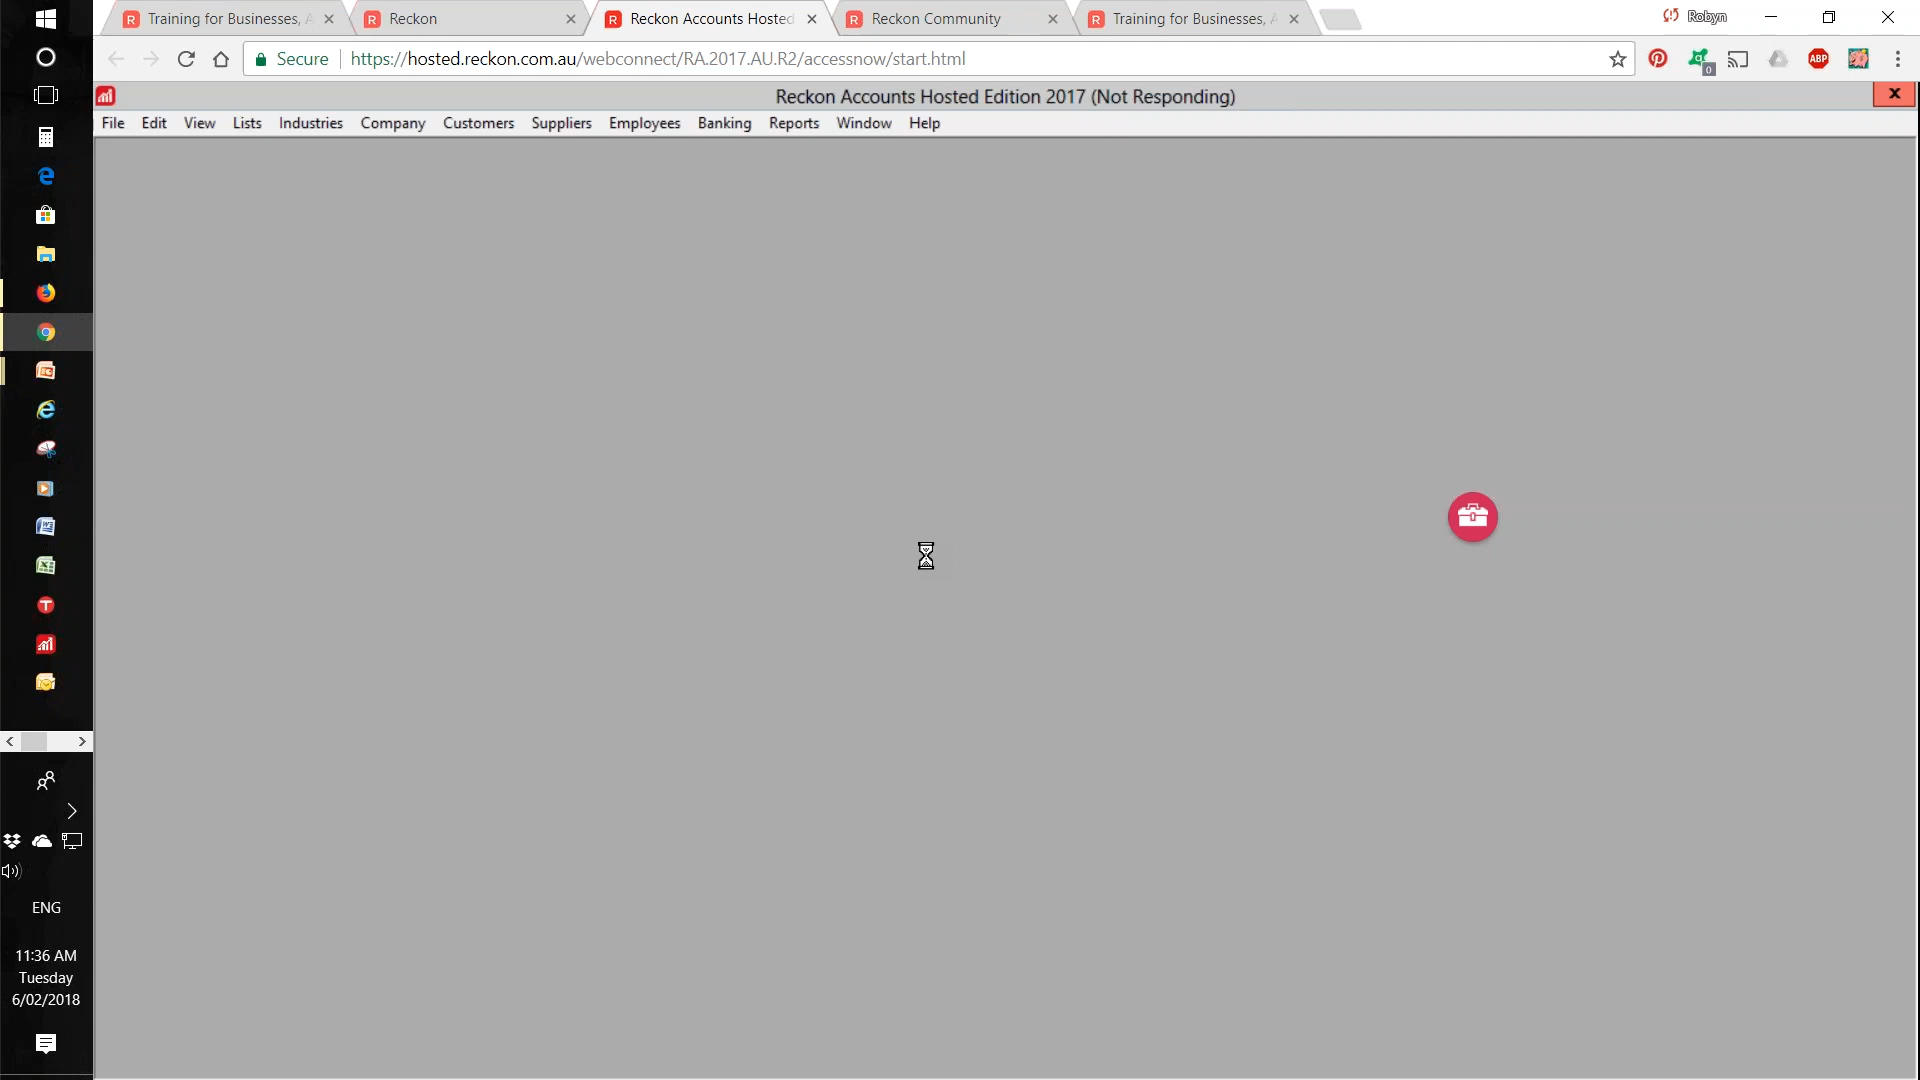 Training for Businesses, A
Reckon
Reckon Accounts Hosted
Reckon Community
Training for Businesses, A
Robyn
Secure
https://hosted.reckon.com.au/webconnect/RA.2017.AU.R2/accessnow/start.html
0
ABP
Reckon Accounts Hosted Edition 2017 (Not Responding)
x
File Edit View Lists Industries Company Customers Suppliers Employees Banking Reports Window Help
ENG
11:36 AM
Tuesday
6/02/2018